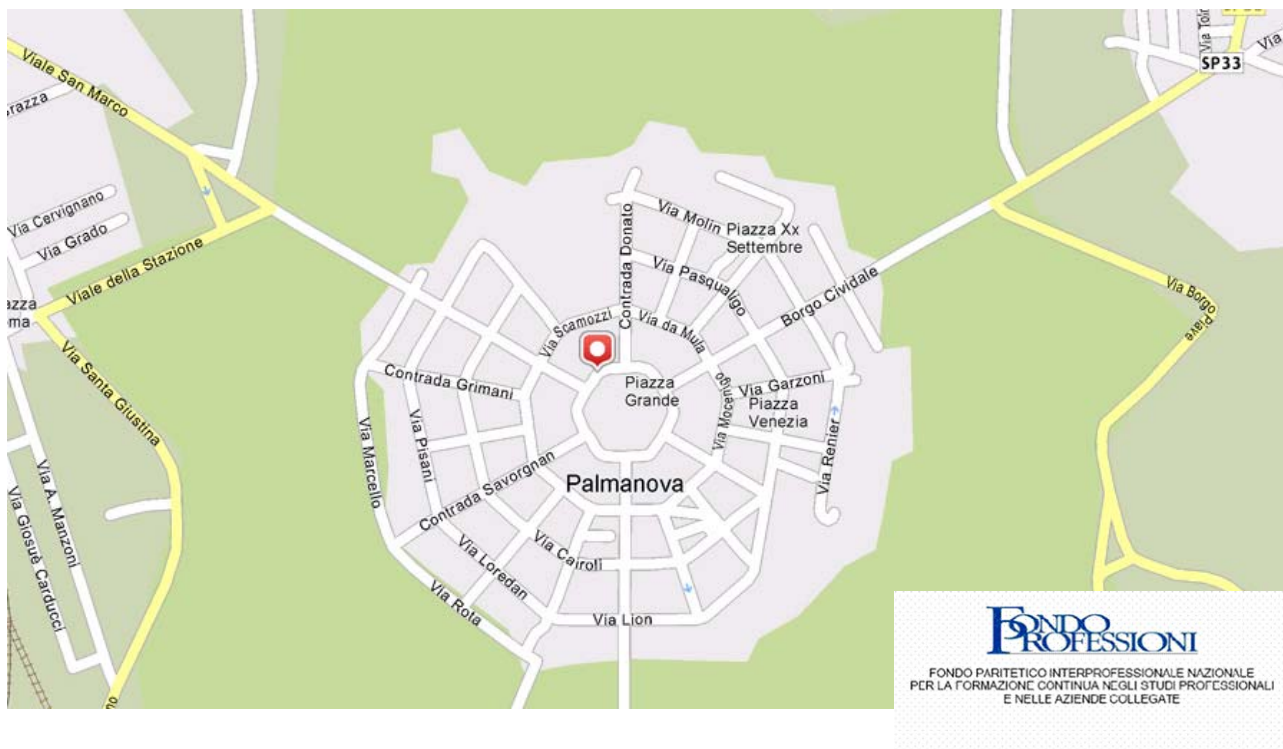 Via
SP33
Viale San Marco
Via Cervignano
Via Grado
Viale della Stazione
Via Santa Giustina
Via A. Manzoni
Via Giosuè Carducci
Contrada Donato
Via Molin
Piazza Xx
Settembre
Via Pasqualigo
Borgo Cividale
Via Borgo
Piave
Via Scamozzi
Via da Mula
Contrada Grimani
Piazza
Grande
Via Mocenigo
Via Garzoni
Piazza
Venezia
Via Renier
Via Marcello
Via Pisani
Contrada Savorgnan
Palmanova
Via Cairoli
Via Loredan
Via Rota
Via Lion
FONDO
PROFESSIONI
FONDO PARITETICO INTERPROFESSIONALE NAZIONALE
PER LA FORMAZIONE CONTINUA NEGLI STUDI PROFESSIONALI
E NELLE AZIENDE COLLEGATE